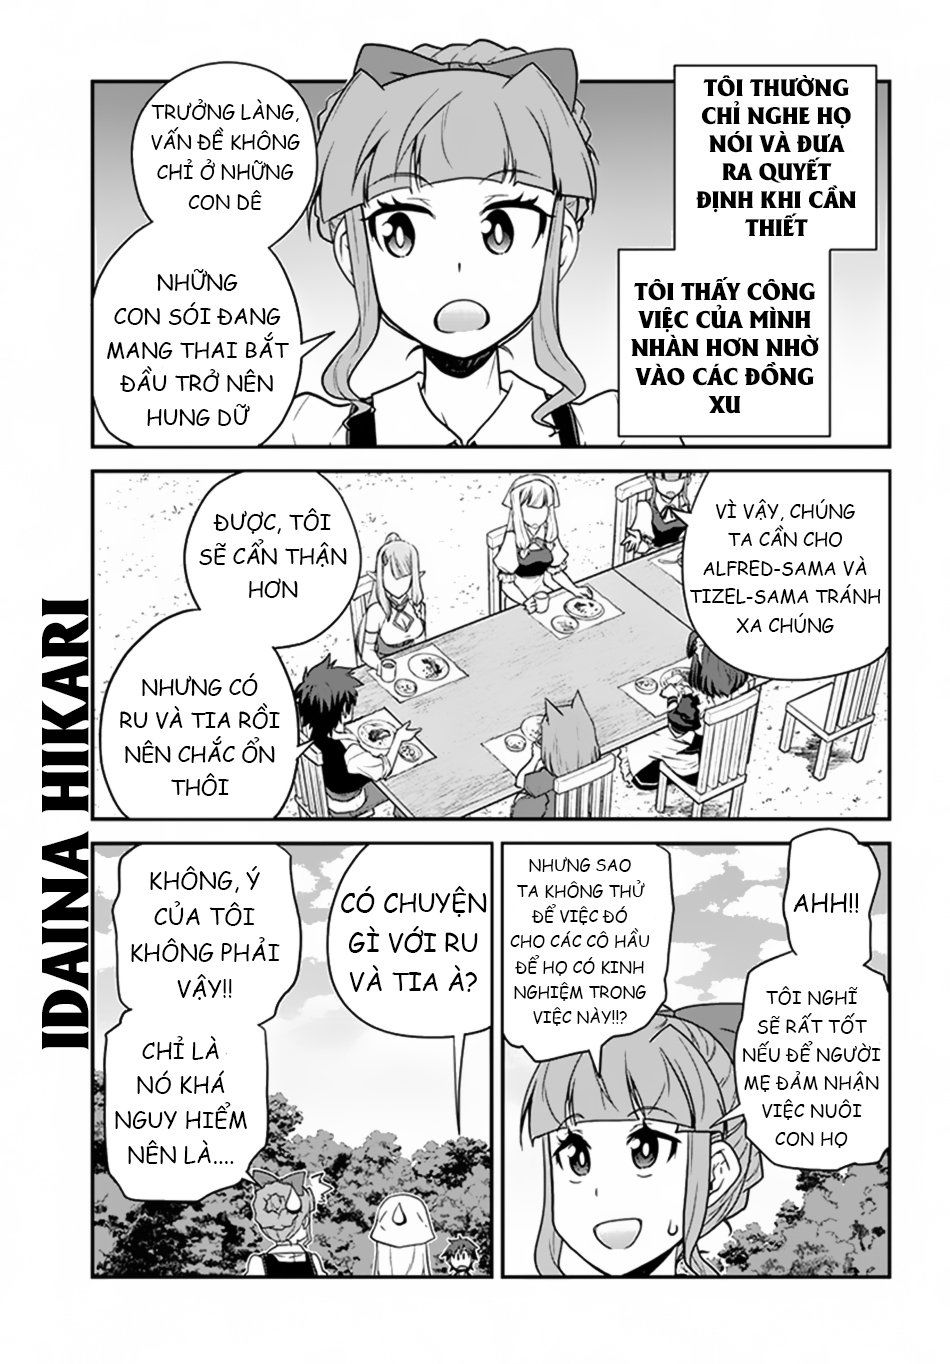 TÔI THƯỜNG
CHỈ NGHE HỌ
NÓI VÀ ĐƯA
RA QUYẾT
ĐỊNH KHI CẦN
THIẾT
TÔI THẤY CÔNG
VIỆC CỦA MÌNH
NHÀN HƠN NHỜ
VÀO CÁC ĐỒNG
XU
TRƯỞNG LÀNG,
VẤN ĐỀ KHÔNG
CHỈ Ở NHỮNG
CON DÊ
NHỮNG
CON SÓI ĐANG
MANG THAI BẮT
ĐẦU TRỞ NÊN
HUNG DỮ
VÌ VẬY, CHÚNG
TA CẦN CHO
ALFRED-SAMA VÀ
TIZEL-SAMA TRÁNH
XA CHÚNG
ĐƯỢC, TÔI
SẼ CẨN THẬN
HƠN
NHƯNG CÓ
RU VÀ TIA RỒI
NÊN CHẮC ỔN
THÔI
AHH!!
TÔI NGHĨ
SẼ RẤT TỐT
NẾU ĐỂ NGƯỜI
MẸ ĐẢM NHẬN
VIỆC NUÔI
CON HỌ
NHƯNG SAO
TA KHÔNG THỬ
ĐỂ VIỆC ĐÓ
CHO CÁC CÔ HẦU
ĐỂ HỌ CÓ KINH
NGHIỆM TRONG
VIỆC NÀY!!?
CÓ CHUYỆN
GÌ VỚI RU
VÀ TIA À?
KHÔNG, Ý
CỦA TÔI
KHÔNG PHẢI
VẬY!!
CHỈ LÀ
NÓ KHÁ
NGUY HIỂM
NÊN LÀ....
IDAINA HIKARI